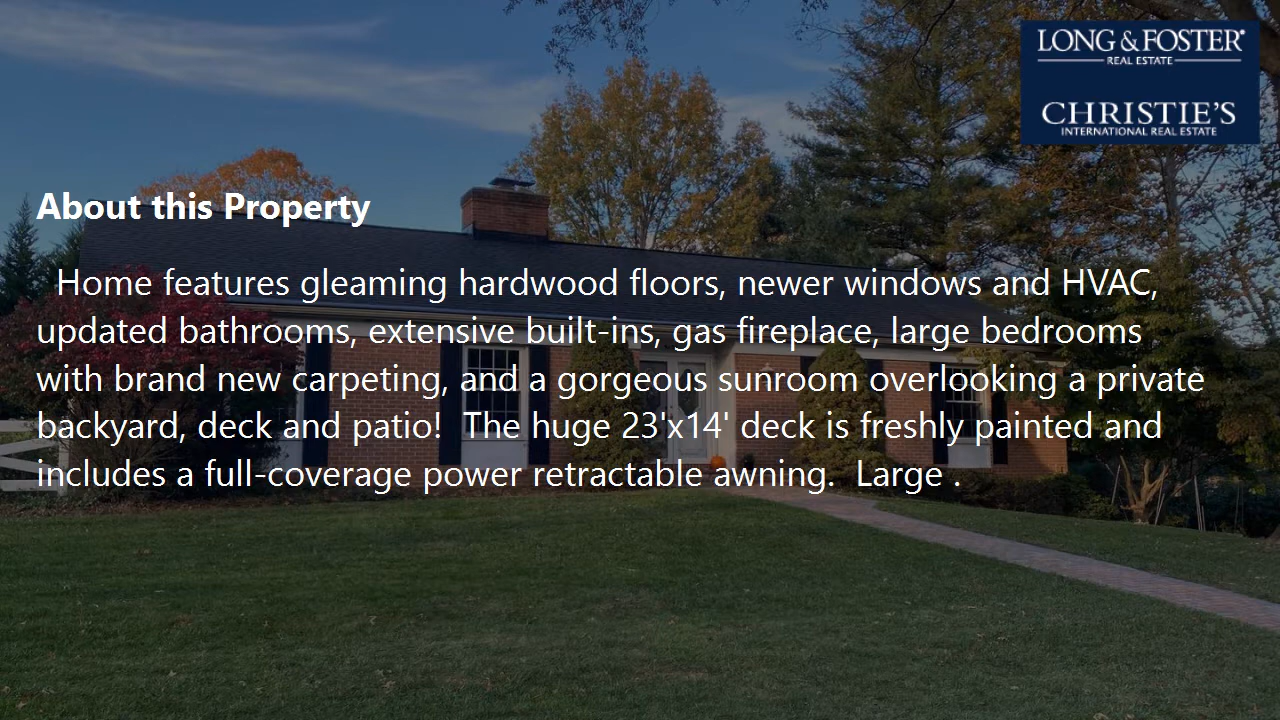 LONG & FOSTER®
REAL ESTATE
CHRISTIE'S
INTERNATIONAL REAL ESTATE
About this Property
Home features gleaming hardwood floors, newer windows and HVAC,
updated bathrooms, extensive built-ins, gas fireplace, large bedrooms
with brand new carpeting, and a gorgeous sunroom overlooking a private
backyard, deck and patio!  The huge 23'x14' deck is freshly painted and
includes a full-coverage power retractable awning.  Large .